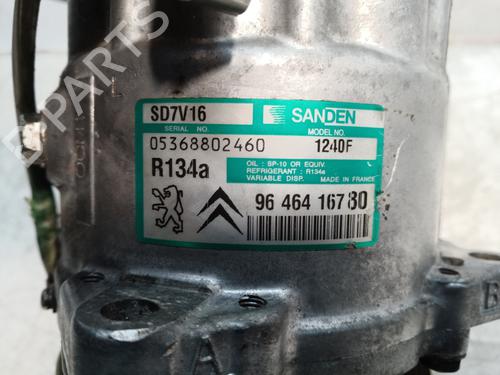 B-PARTS
SD7V16
SANDEN
SERIAL NO.
MODEL NO.
05368802460
1240F
R134a
OIL : SP-10 OR EQUIV.
REFRIGERANT : R134a
VARIABLE DISP. MADE IN FRANCE
96 464 167 80
A
B